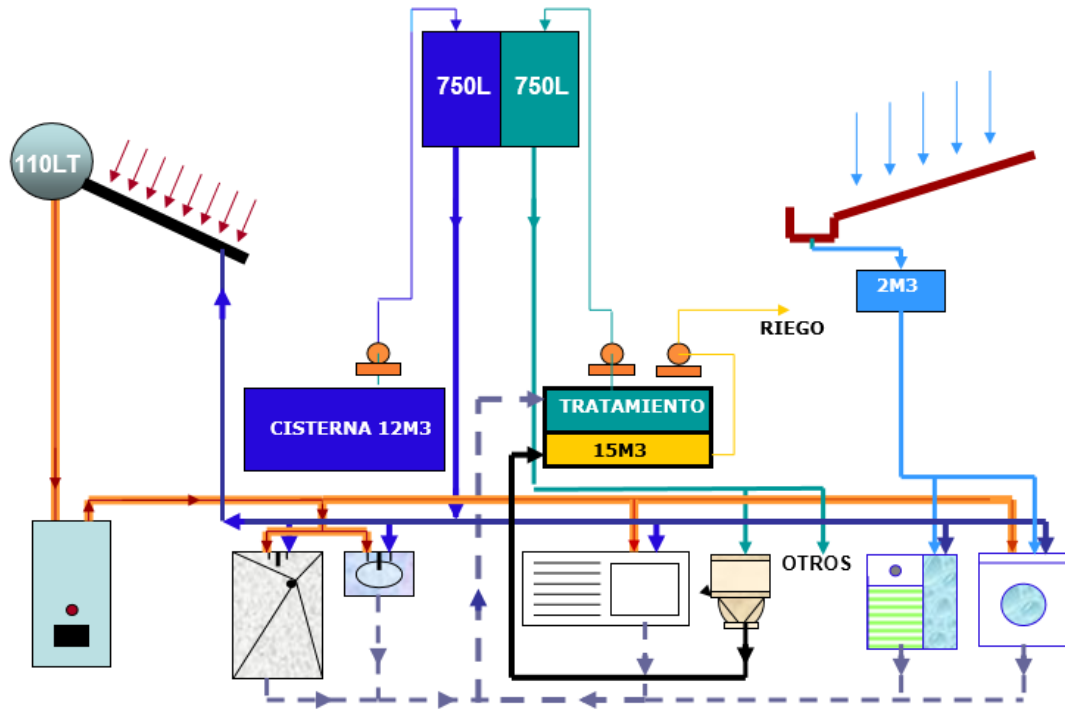 750L
750L
110LT
2M3
RIEGO
TRATAMIENTO
CISTERNA 12M3
15M3
OTROS